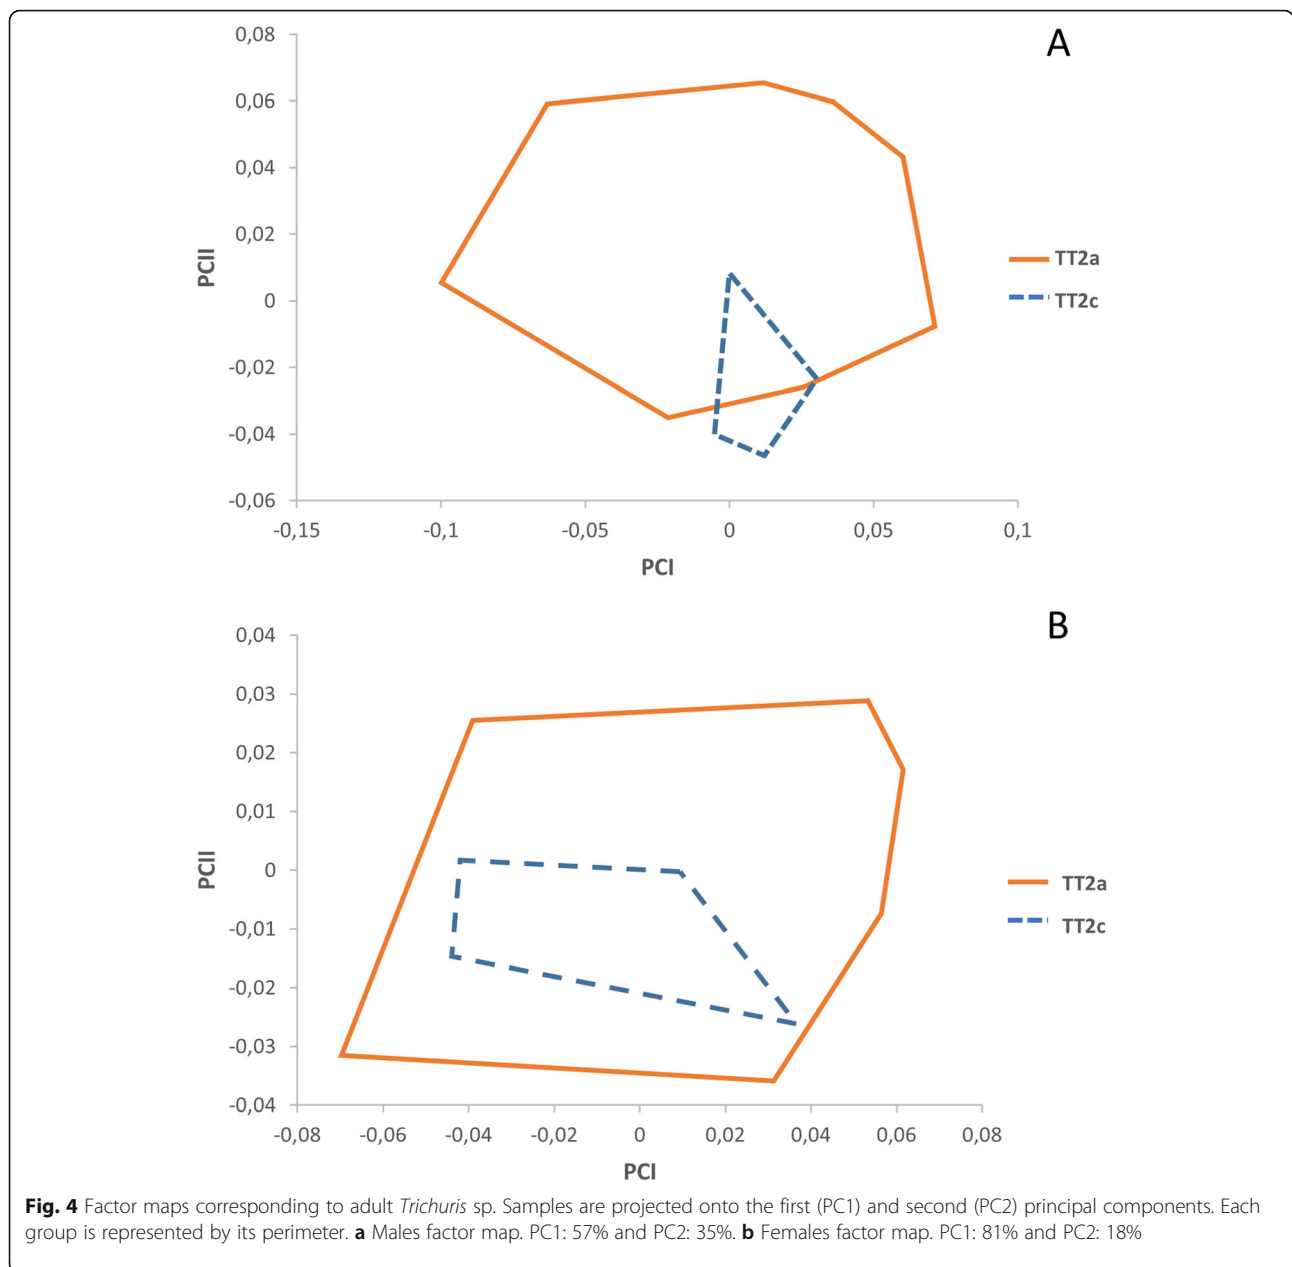 A
0,08
0,06
0,04
0,02
0
-0,02
-0,04
-0,06
PCII
-0,15 -0,1 -0,05 0 0,05 0,1
PCI
TT2a
TT2c
B
0,04
0,03
0,02
0,01
0
-0,01
-0,02
-0,03
-0,04
PCII
-0,08 -0,06 -0,04 -0,02 0 0,02 0,04 0,06 0,08
PCI
TT2a
TT2c
Fig. 4 Factor maps corresponding to adult Trichuris sp. Samples are projected onto the first (PC1) and second (PC2) principal components. Each
group is represented by its perimeter. a Males factor map. PC1: 57% and PC2: 35%. b Females factor map. PC1: 81% and PC2: 18%